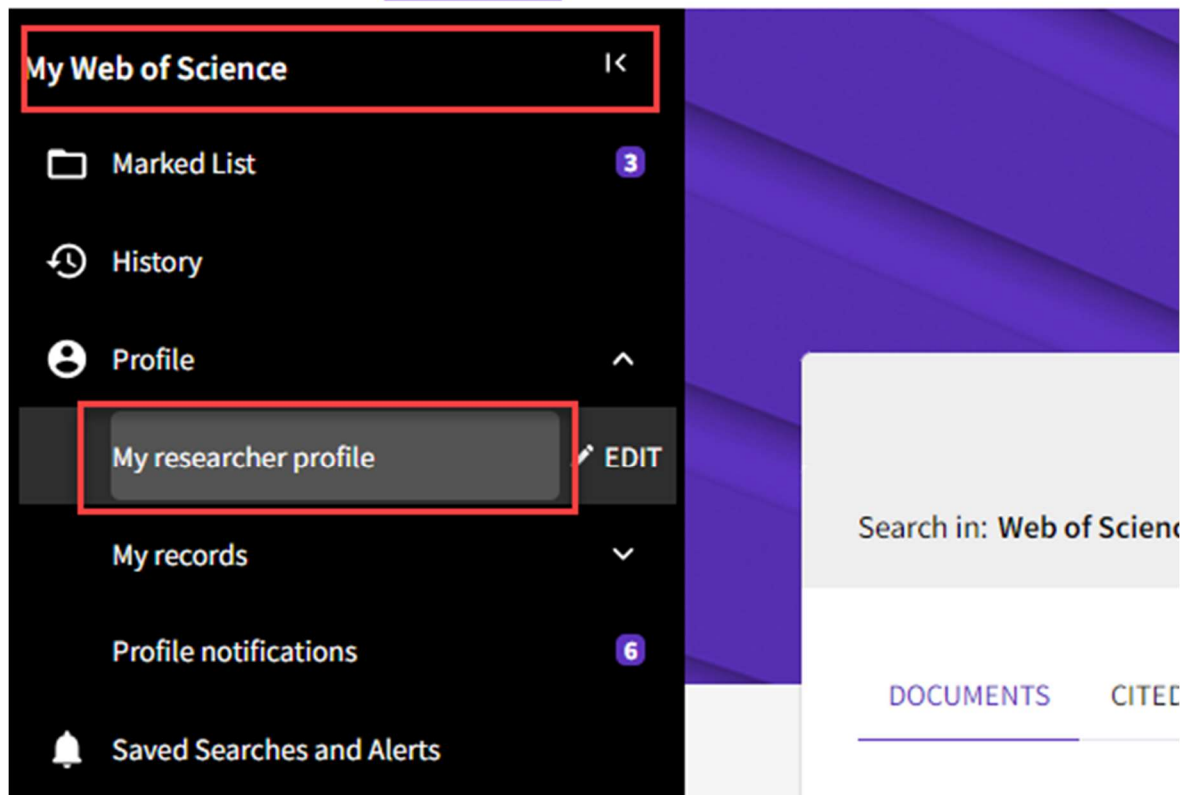 My Web of Science
Marked List 3
History
Profile
My researcher profile EDIT
Search in: Web of Scienc
My records
Profile notifications 6
DOCUMENTS CITED
Saved Searches and Alerts